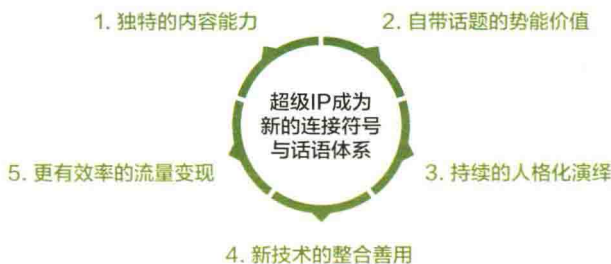 1. 独特的内容能力
2. 自带话题的势能价值
超级IP成为
新的连接符号
与话语体系
3. 持续的人格化演绎
4. 新技术的整合善用
5. 更有效率的流量变现